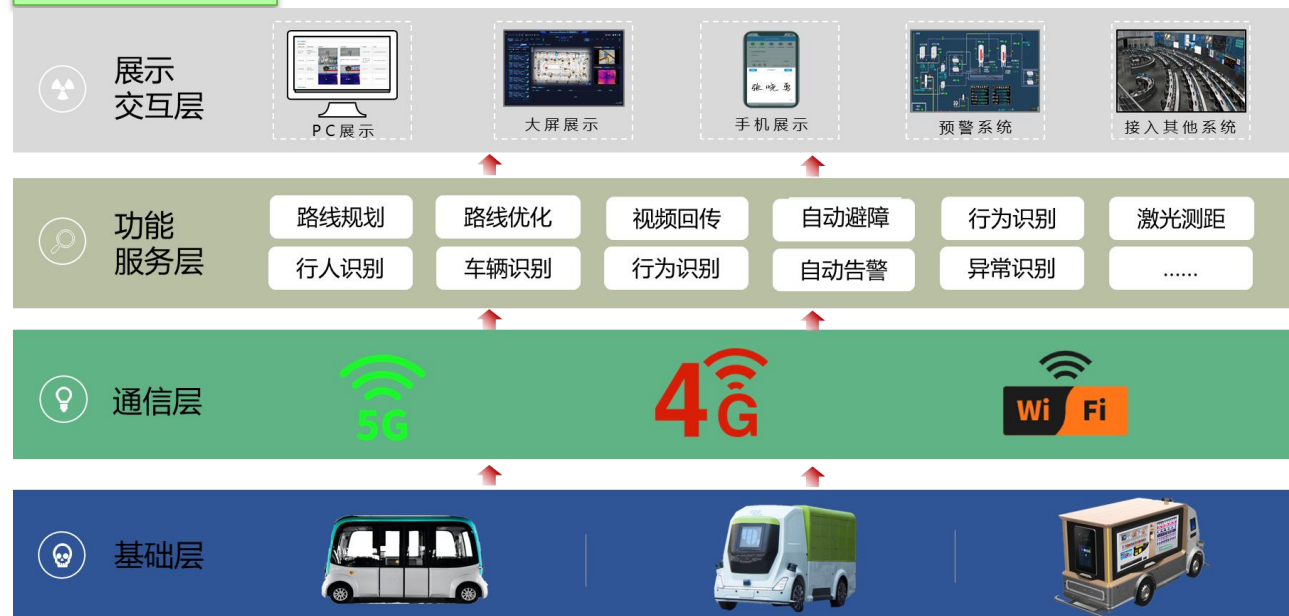 展示
交互层
PC展示
大屏展示
张晓勇
手机展示
预警系统
接入其他系统
功能
服务层
路线规划
路线优化
视频回传
自动避障
行为识别
激光测距
行人识别
车辆识别
行为识别
自动告警
异常识别
......
通信层
5G
4G
Wi Fi
基础层